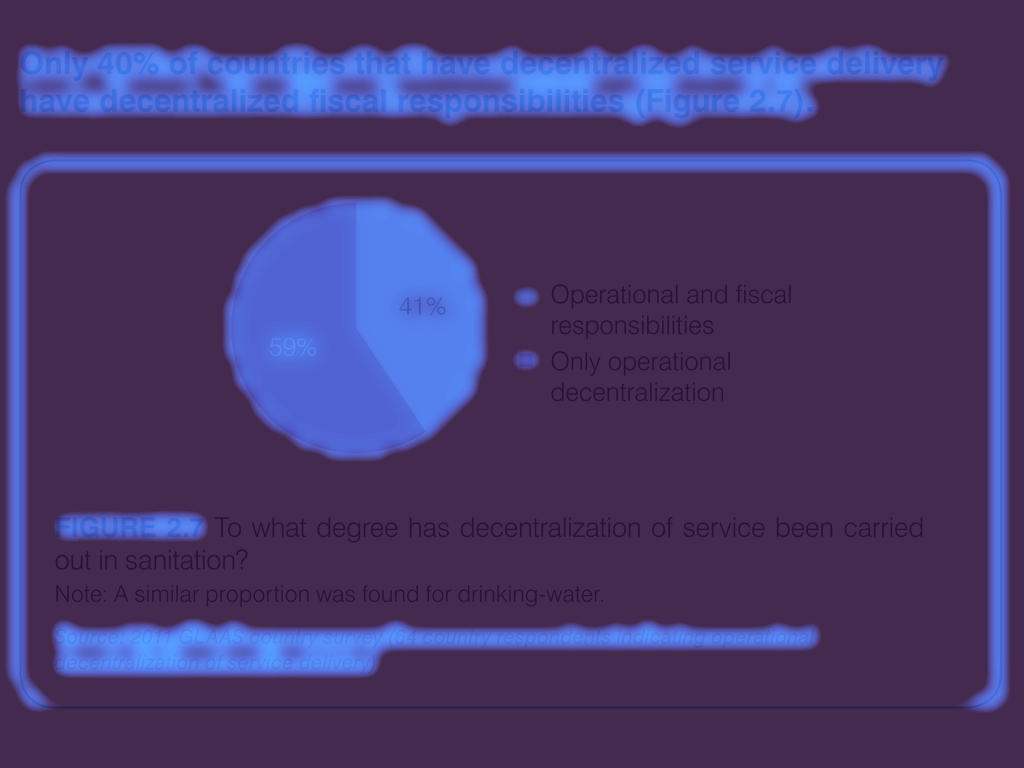 Only 40% of countries that have decentralized service delivery
have decentralized fiscal responsibilities (Figure 2.7).
41%
59%
Operational and fiscal
responsibilities
Only operational
decentralization
FIGURE 2.7 To what degree has decentralization of service been carried
out in sanitation?
Note: A similar proportion was found for drinking-water.
Source: 2011 GLAAS country survey (64 country respondents indicating operational
decentralization of service delivery)